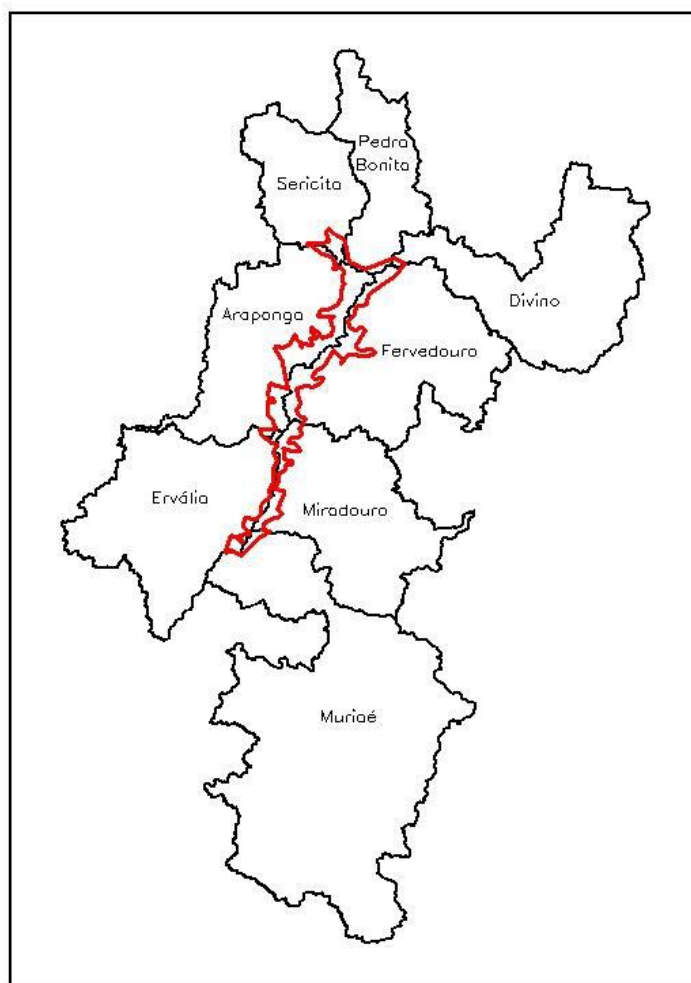 Pedra
Bonita
Sericita
Divino
Araponga
Fervedouro
Ervália
Miradouro
Muriaé